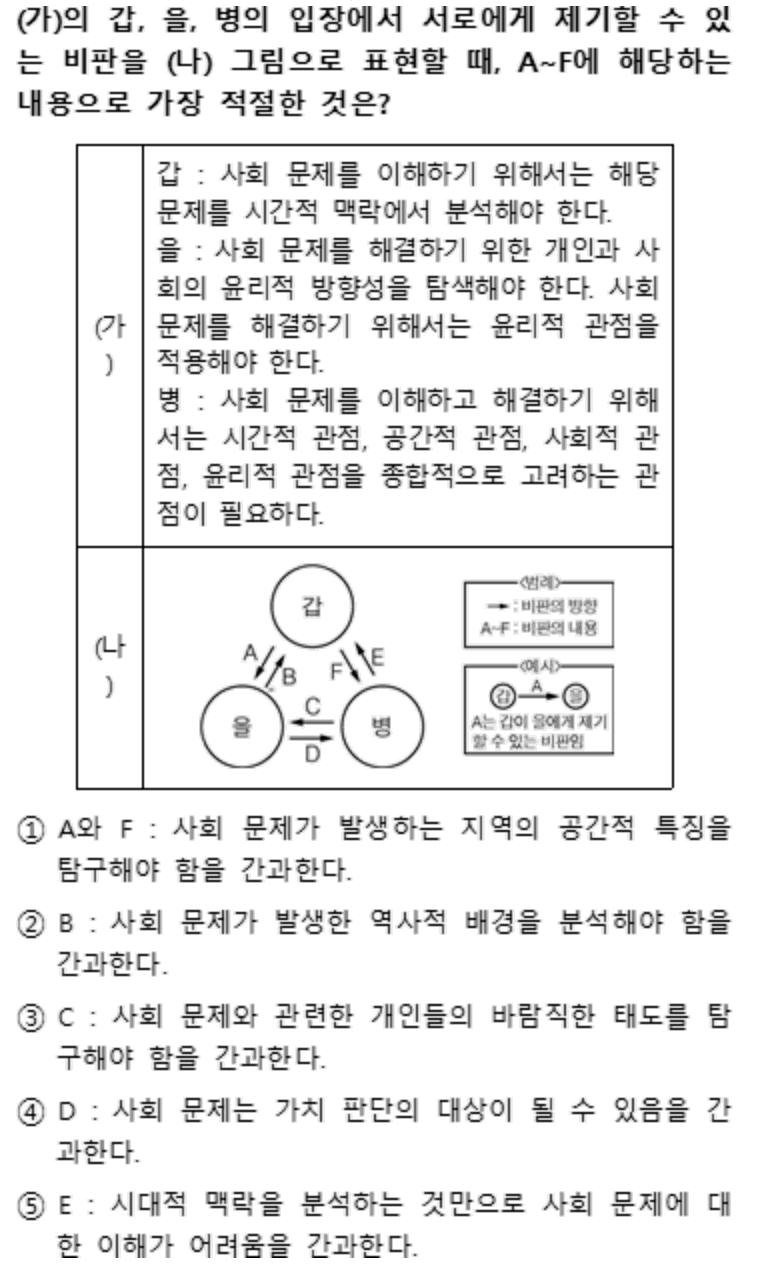 (가)의 갑, 을, 병의 입장에서 서로에게 제기할 수 있
는 비판을 (나) 그림으로 표현할 때, A~F에 해당하는
내용으로 가장 적절한 것은?
(가
)
갑 : 사회 문제를 이해하기 위해서는 해당
문제를 시간적 맥락에서 분석해야 한다.
을 : 사회 문제를 해결하기 위한 개인과 사
회의 윤리적 방향성을 탐색해야 한다. 사회
문제를 해결하기 위해서는 윤리적 관점을
적용해야 한다.
병 : 사회 문제를 이해하고 해결하기 위해
서는 시간적 관점, 공간적 관점, 사회적 관
점, 윤리적 관점을 종합적으로 고려하는 관
점이 필요하다.
(나
)
갑
A
B
F
E
을
C
D
병
<범례>
→ : 비판의 방향
A~F : 비판의 내용
<예시>
갑 A 을
A는 갑이 을에게 제기
할 수 있는 비판임
① A와 F : 사회 문제가 발생하는 지역의 공간적 특징을
탐구해야 함을 간과한다.
② B : 사회 문제가 발생한 역사적 배경을 분석해야 함을
간과한다.
③ C : 사회 문제와 관련한 개인들의 바람직한 태도를 탐
구해야 함을 간과한다.
④ D : 사회 문제는 가치 판단의 대상이 될 수 있음을 간
과한다.
⑤ E : 시대적 맥락을 분석하는 것만으로 사회 문제에 대
한 이해가 어려움을 간과한다.